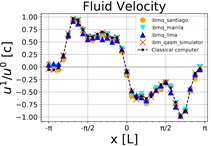 Fluid Velocity
u¹/u⁰ [c]
1.00
0.75
0.50
0.25
0.00
−0.25
−0.50
−0.75
−1.00
ibmq_santiago
ibmq_manila
ibmq_lima
ibmq_qasm_simulator
Classical computer
-π -π/2 0 π/2 π
x [L]